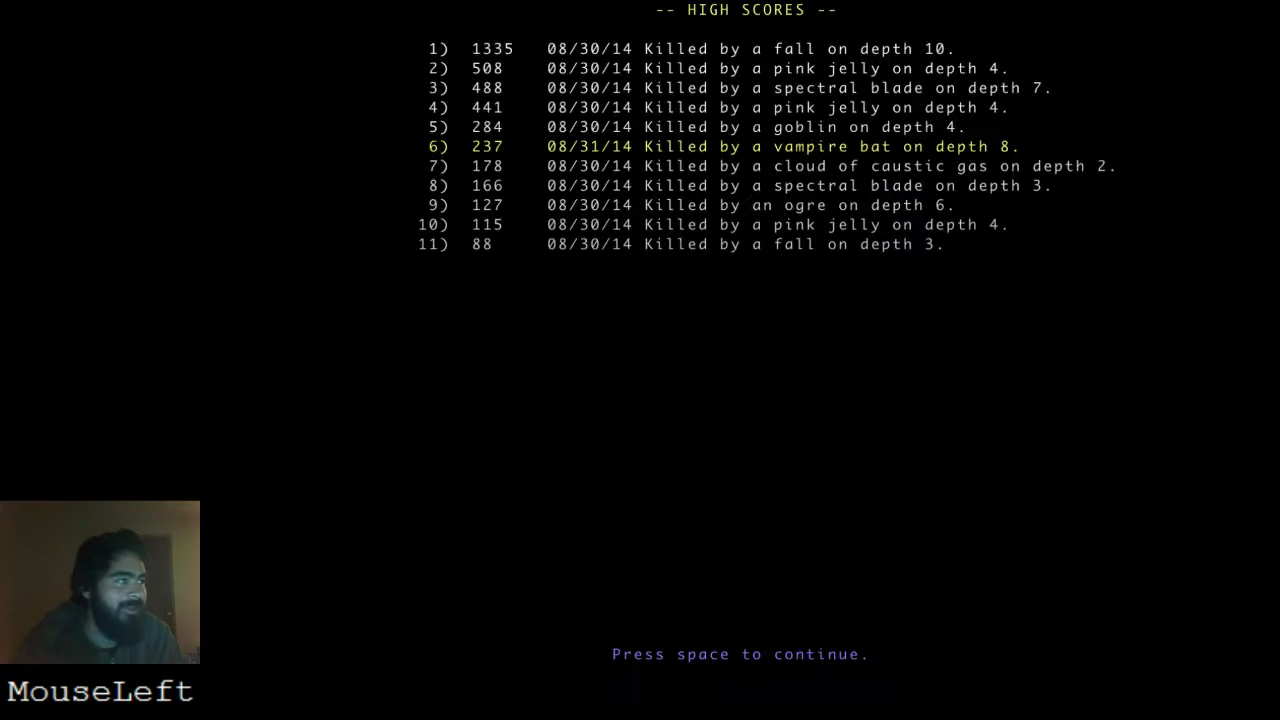 -- HIGH SCORES --
1) 1335 08/30/14 Killed by a fall on depth 10.
2) 508 08/30/14 Killed by a pink jelly on depth 4.
3) 488 08/30/14 Killed by a spectral blade on depth 7.
4) 441 08/30/14 Killed by a pink jelly on depth 4.
5) 284 08/30/14 Killed by a goblin on depth 4.
6) 237 08/31/14 Killed by a vampire bat on depth 8.
7) 178 08/30/14 Killed by a cloud of caustic gas on depth 2.
8) 166 08/30/14 Killed by a spectral blade on depth 3.
9) 127 08/30/14 Killed by an ogre on depth 6.
10) 115 08/30/14 Killed by a pink jelly on depth 4.
11) 88 08/30/14 Killed by a fall on depth 3.
Press space to continue.
MouseLeft